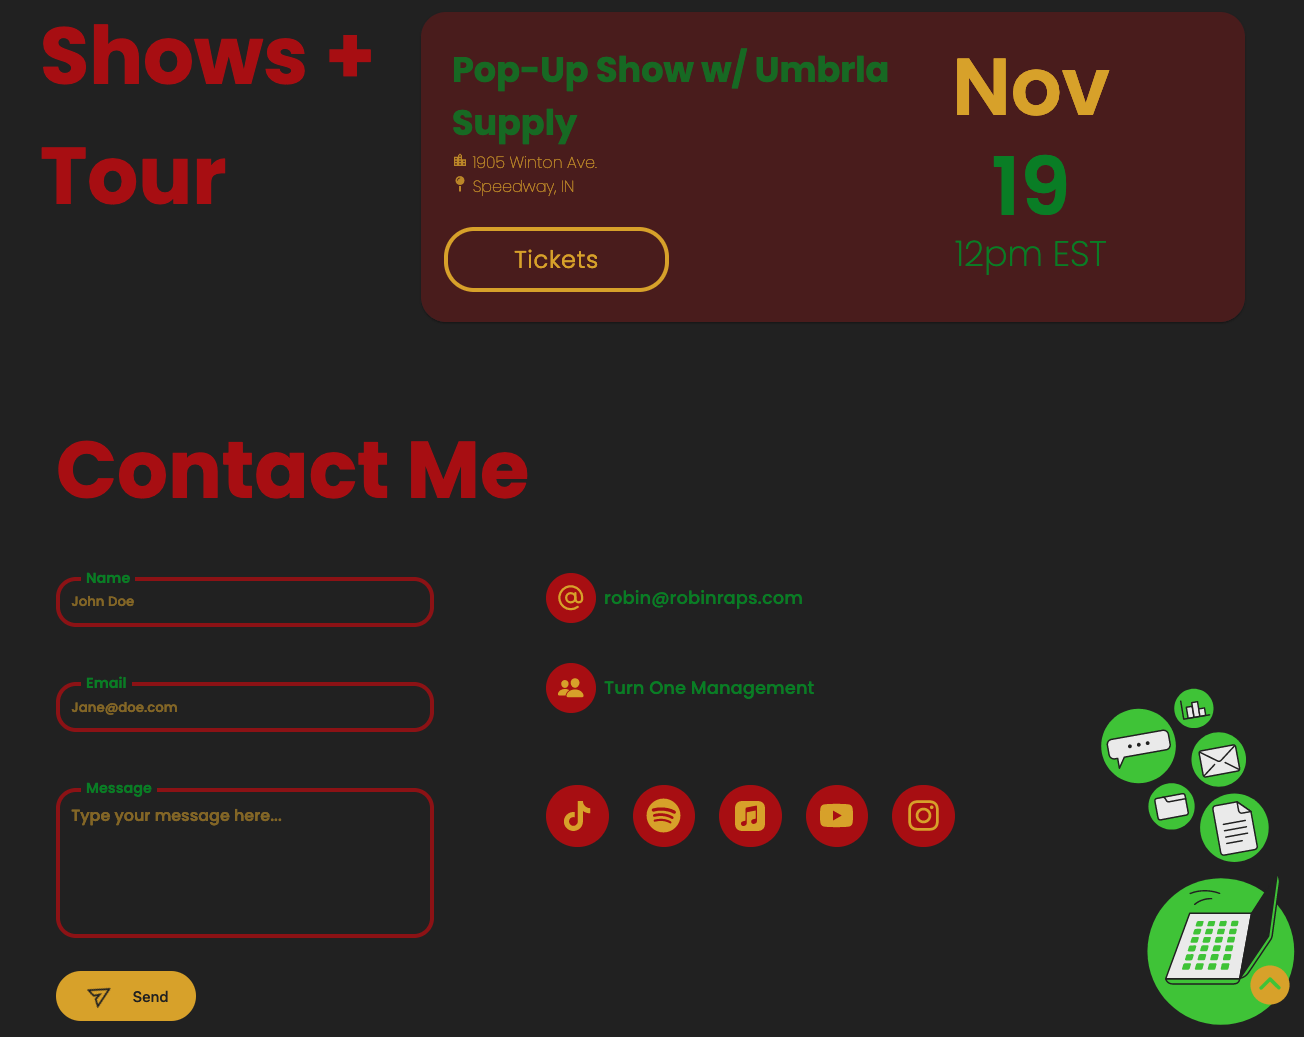 Shows +
Tour
Pop-Up Show w/ Umbrla
Supply
1905 Winton Ave.
Speedway, IN
Tickets
Nov
19
12pm EST
Contact Me
Name
John Doe
Email
Jane@doe.com
Message
Type your message here...
Send
robin@robinraps.com
Turn One Management